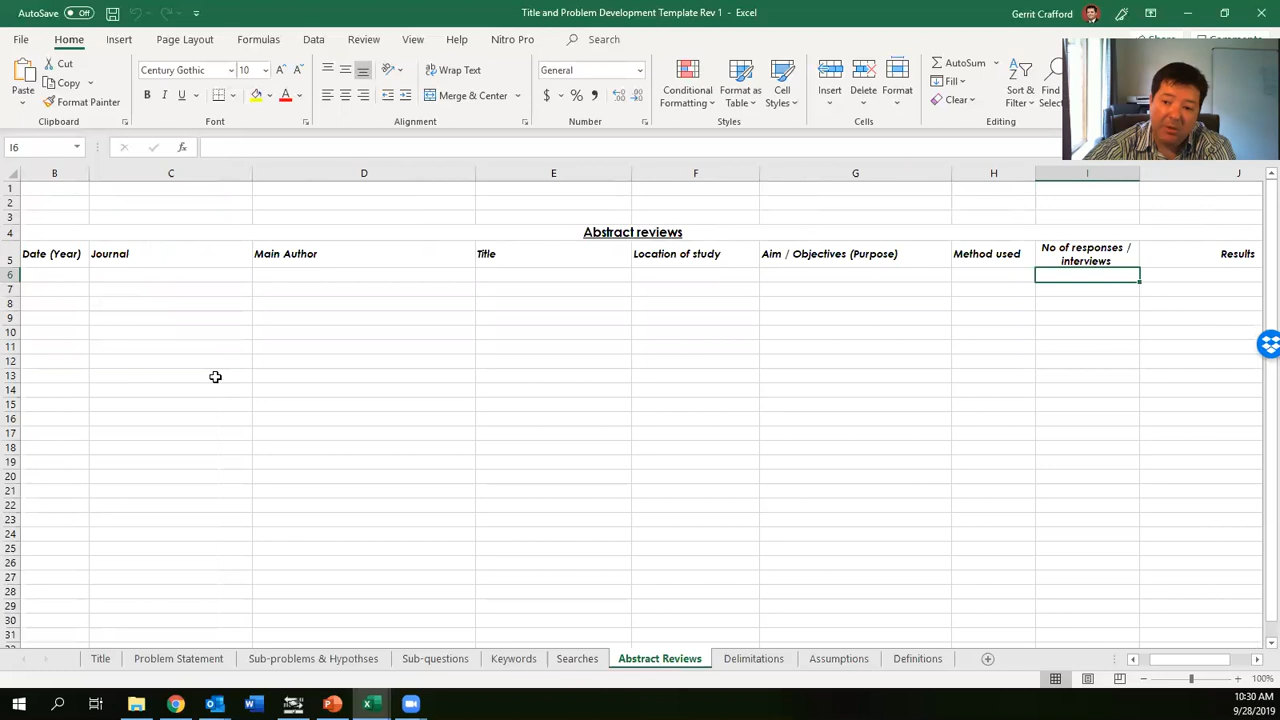 AutoSave Off
Title and Problem Development Template Rev 1 - Excel
Gerrit Crafford
File Home Insert Page Layout Formulas Data Review View Help Nitro Pro Search
Paste
Cut
Copy
Format Painter
Clipboard
Century Gothic 10
B I U
Font
Wrap Text
Merge & Center
Alignment
General
$ % ,
Number
Conditional Formatting
Format as Table
Cell Styles
Styles
Insert Delete Format
Cells
AutoSum
Fill
Clear
Sort & Filter
Find
Editing
I6
fx
B C D E F G H I J
1
2
3
4 Abstract reviews
5 Date (Year) Journal Main Author Title Location of study Aim / Objectives (Purpose) Method used No of responses / interviews Results
6
7
8
9
10
11
12
13
14
15
16
17
18
19
20
21
22
23
24
25
26
27
28
29
30
31
Title Problem Statement Sub-problems & Hypothses Sub-questions Keywords Searches Abstract Reviews Delimitations Assumptions Definitions
100%
10:30 AM
9/28/2019